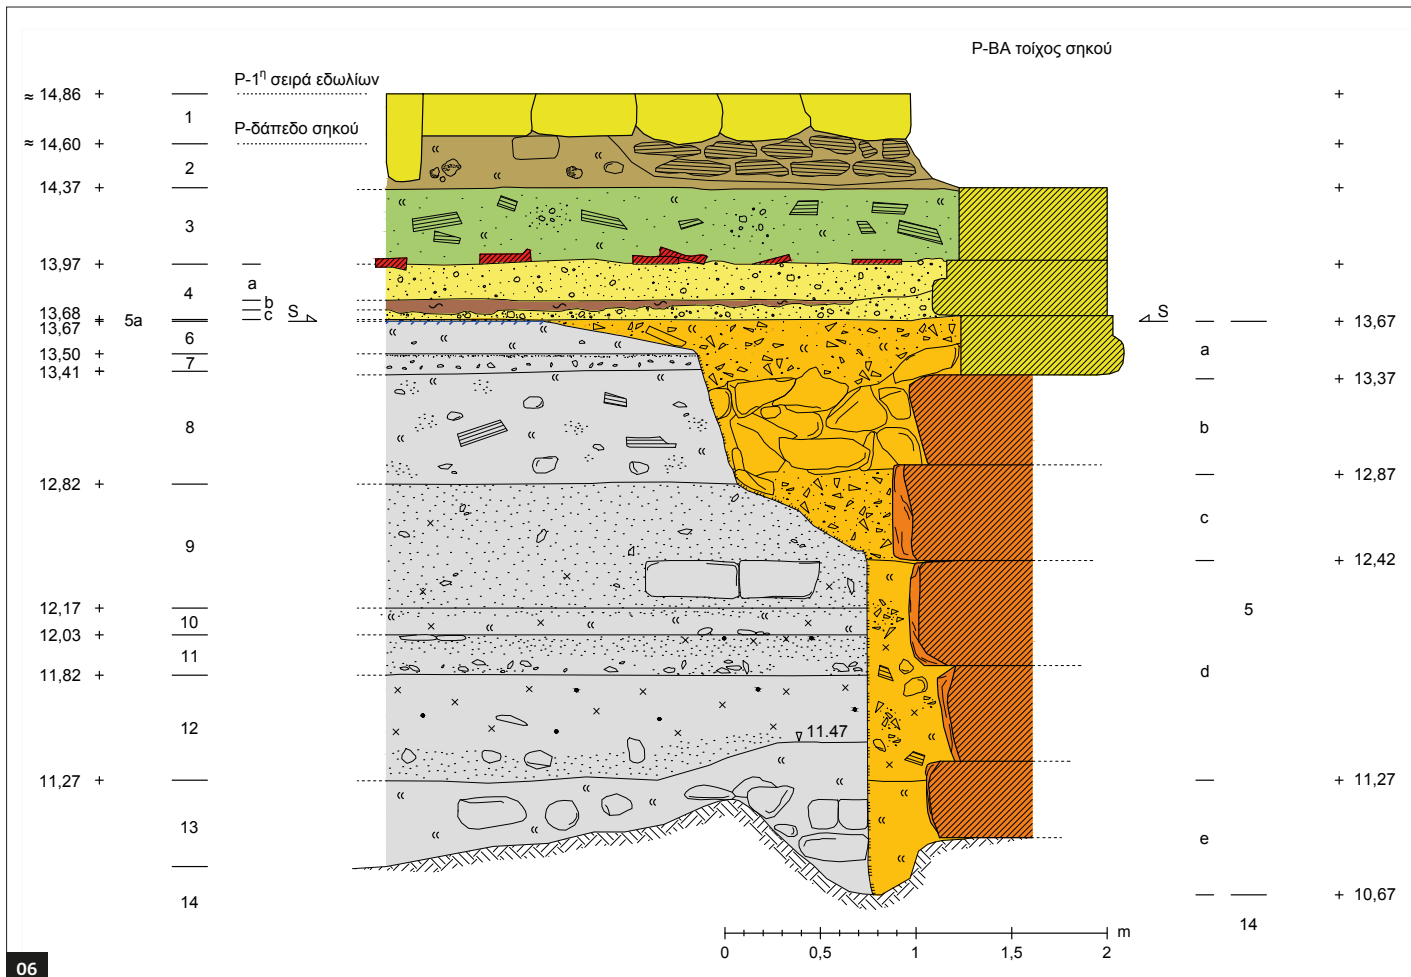 P-BA τοίχος σηκού
P-1η σειρά εδωλίων
≈ 14,86 + +
1
P-δάπεδο σηκού
≈ 14,60 + +
2
14,37 + +
3
13,97 + +
a
4
b
13,68 c S S
13,67 + 5a + 13,67
6
a
13,50 +
7
13,41 + + 13,37
8 b
12,82 + + 12,87
c
9
+ 12,42
12,17 + 5
10
12,03 +
11
11,82 + d
12 11.47
11,27 + + 11,27
13
e
14 + 10,67
14
m
0 0,5 1 1,5 2
06